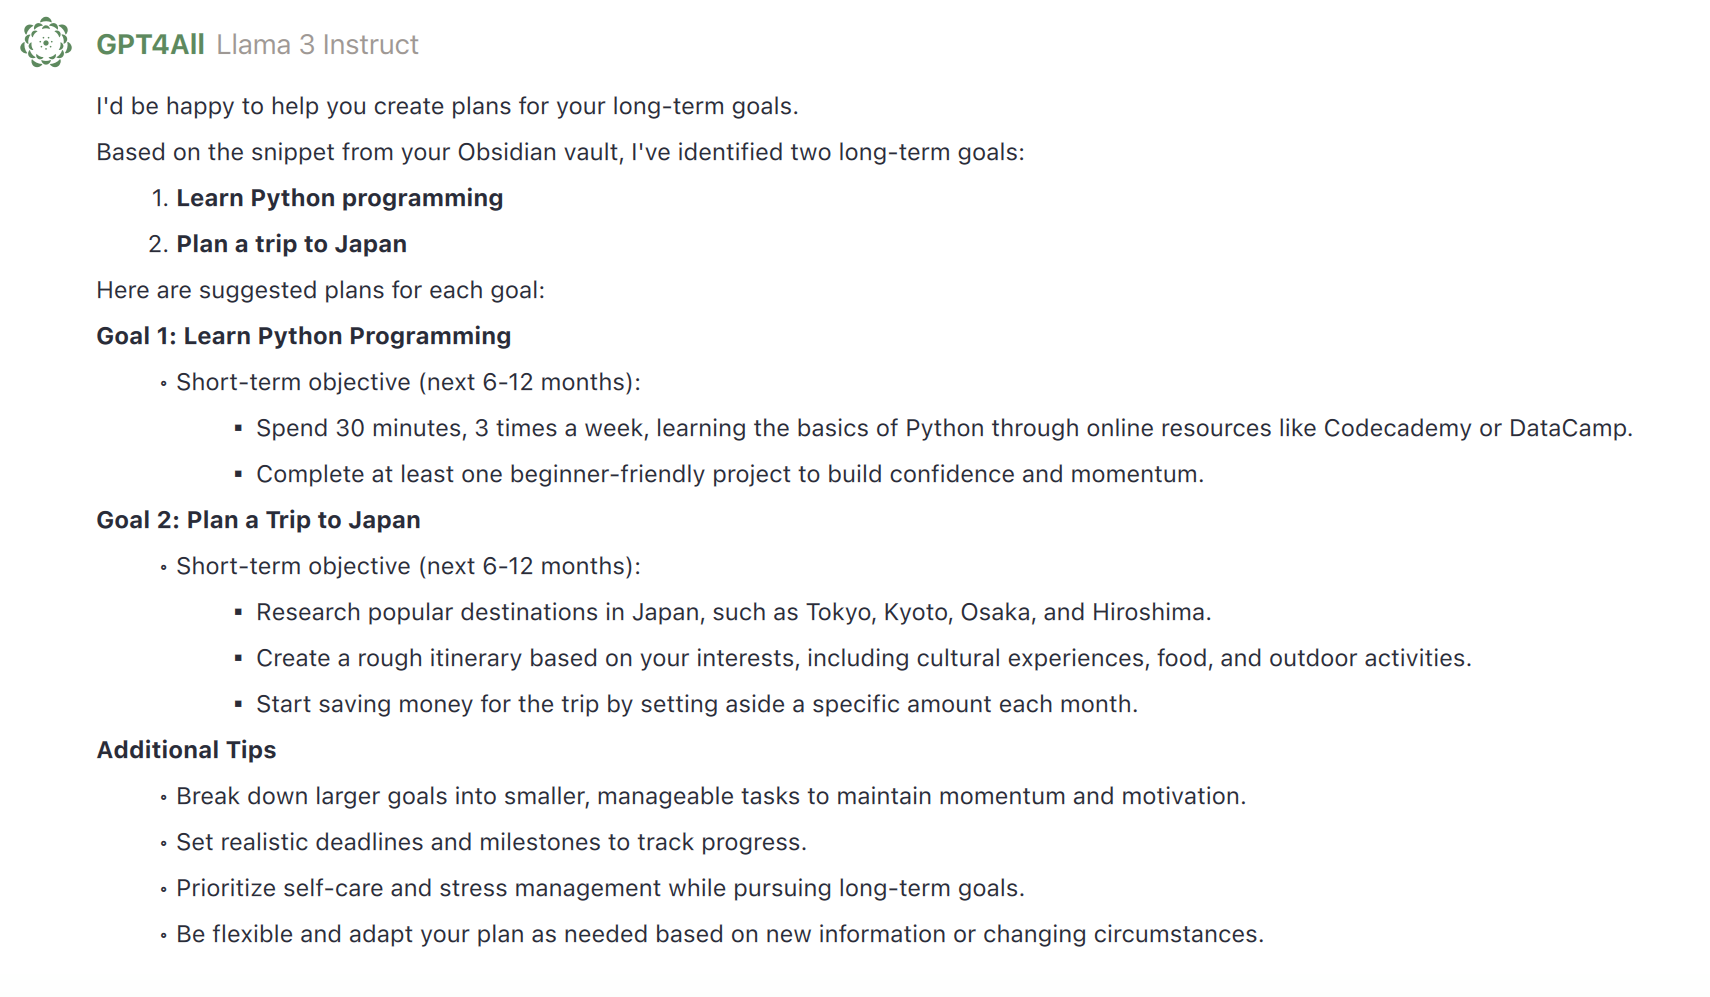 GPT4All Llama 3 Instruct
I'd be happy to help you create plans for your long-term goals.
Based on the snippet from your Obsidian vault, I've identified two long-term goals:
1. Learn Python programming
2. Plan a trip to Japan
Here are suggested plans for each goal:
Goal 1: Learn Python Programming
◦ Short-term objective (next 6-12 months):
▪ Spend 30 minutes, 3 times a week, learning the basics of Python through online resources like Codecademy or DataCamp.
▪ Complete at least one beginner-friendly project to build confidence and momentum.
Goal 2: Plan a Trip to Japan
◦ Short-term objective (next 6-12 months):
▪ Research popular destinations in Japan, such as Tokyo, Kyoto, Osaka, and Hiroshima.
▪ Create a rough itinerary based on your interests, including cultural experiences, food, and outdoor activities.
▪ Start saving money for the trip by setting aside a specific amount each month.
Additional Tips
◦ Break down larger goals into smaller, manageable tasks to maintain momentum and motivation.
◦ Set realistic deadlines and milestones to track progress.
◦ Prioritize self-care and stress management while pursuing long-term goals.
◦ Be flexible and adapt your plan as needed based on new information or changing circumstances.